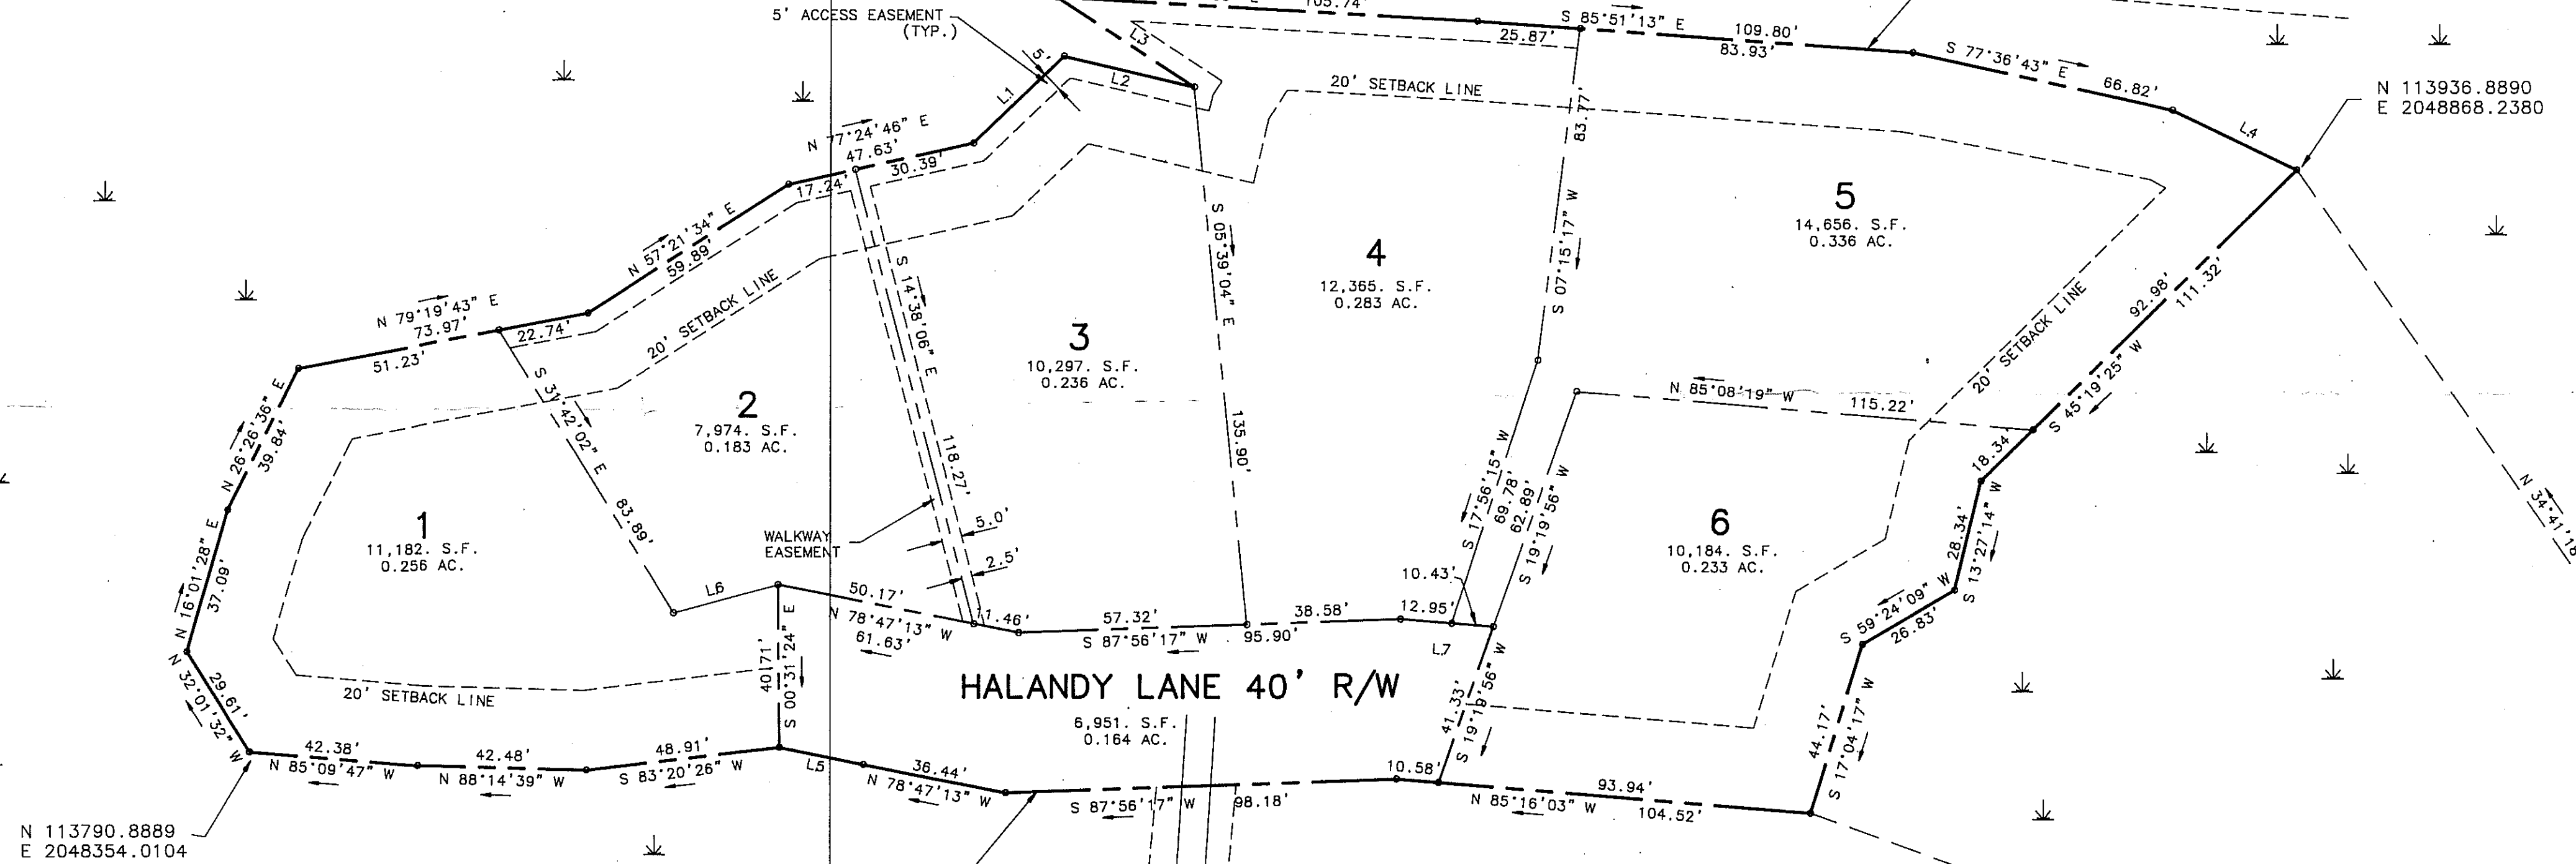 5' ACCESS EASEMENT
(TYP.)
5'
L1
L2
L3
105.74'
25.87'
S 85°51'13" E
109.80'
83.93'
S 77°36'43" E
66.82'
L4
N 113936.8890
E 2048868.2380
20' SETBACK LINE
N 77°24'46" E
47.63'
30.39'
17.24'
N 57°21'34" E
59.89'
20' SETBACK LINE
N 79°19'43" E
73.97'
51.23'
22.74'
N 26°26'36" E
39.84'
N 16°01'28" E
37.09'
N 32°01'32" W
29.61'
S 31°42'02" E
83.89'
S 14°38'06" E
118.27'
S 05°39'04" E
135.90'
83.77'
S 07°15'17" W
S 17°56'15" W
69.78'
62.89'
S 19°19'56" W
1
11,182. S.F.
0.256 AC.
2
7,974. S.F.
0.183 AC.
3
10,297. S.F.
0.236 AC.
4
12,365. S.F.
0.283 AC.
5
14,656. S.F.
0.336 AC.
6
10,184. S.F.
0.233 AC.
N 85°08'19" W
115.22'
20' SETBACK LINE
92.98'
111.32'
S 45°19'25" W
18.34'
28.34'
S 13°27'14" W
S 59°24'09" W
26.83'
44.17'
S 17°04'17" W
N 34°41'18
WALKWAY
EASEMENT
5.0'
2.5'
L6
50.17'
11.46'
N 78°47'13" W
61.63'
57.32'
S 87°56'17" W
95.90'
38.58'
12.95'
10.43'
L7
40.71'
S 00°31'24" E
HALANDY LANE 40' R/W
6,951. S.F.
0.164 AC.
41.33'
S 19°19'56" W
20' SETBACK LINE
42.38'
N 85°09'47" W
42.48'
N 88°14'39" W
48.91'
S 83°20'26" W
L5
36.44'
N 78°47'13" W
S 87°56'17" W
98.18'
10.58'
N 85°16'03" W
93.94'
104.52'
N 113790.8889
E 2048354.0104